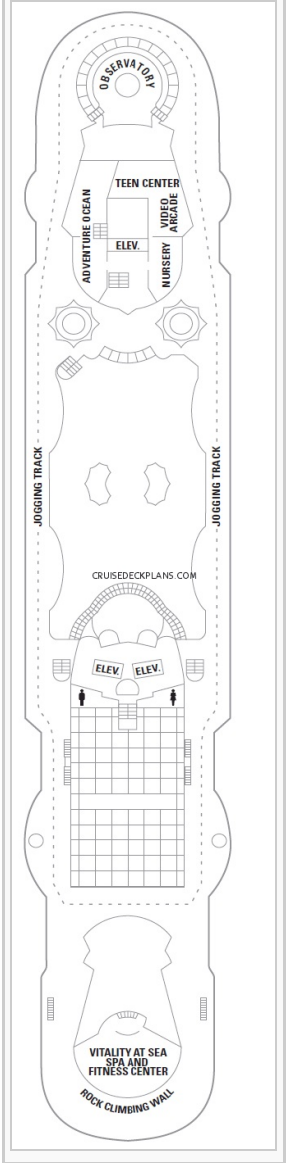 OBSERVATORY
TEEN CENTER
ADVENTURE OCEAN
VIDEO
ARCADE
ELEV.
NURSERY
JOGGING TRACK
JOGGING TRACK
CRUISEDECKPLANS.COM
ELEV.
ELEV.
VITALITY AT SEA
SPA AND
FITNESS CENTER
ROCK CLIMBING WALL